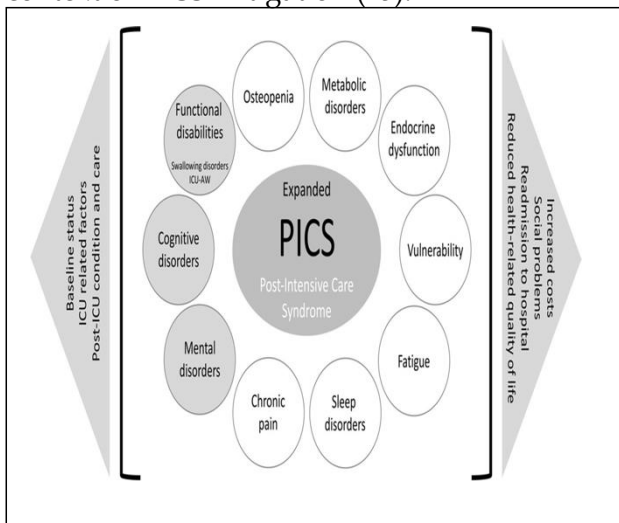 Baseline status
ICU related factors
Post-ICU condition and care
Osteopenia
Metabolic
disorders
Functional
disabilities
Swallowing disorders
ICU-AW
Endocrine
dysfunction
Expanded
PICS
Post-Intensive Care
Syndrome
Cognitive
disorders
Vulnerability
Mental
disorders
Fatigue
Chronic
pain
Sleep
disorders
Increased costs
Readmission to hospital
Social problems
Reduced health-related quality of life